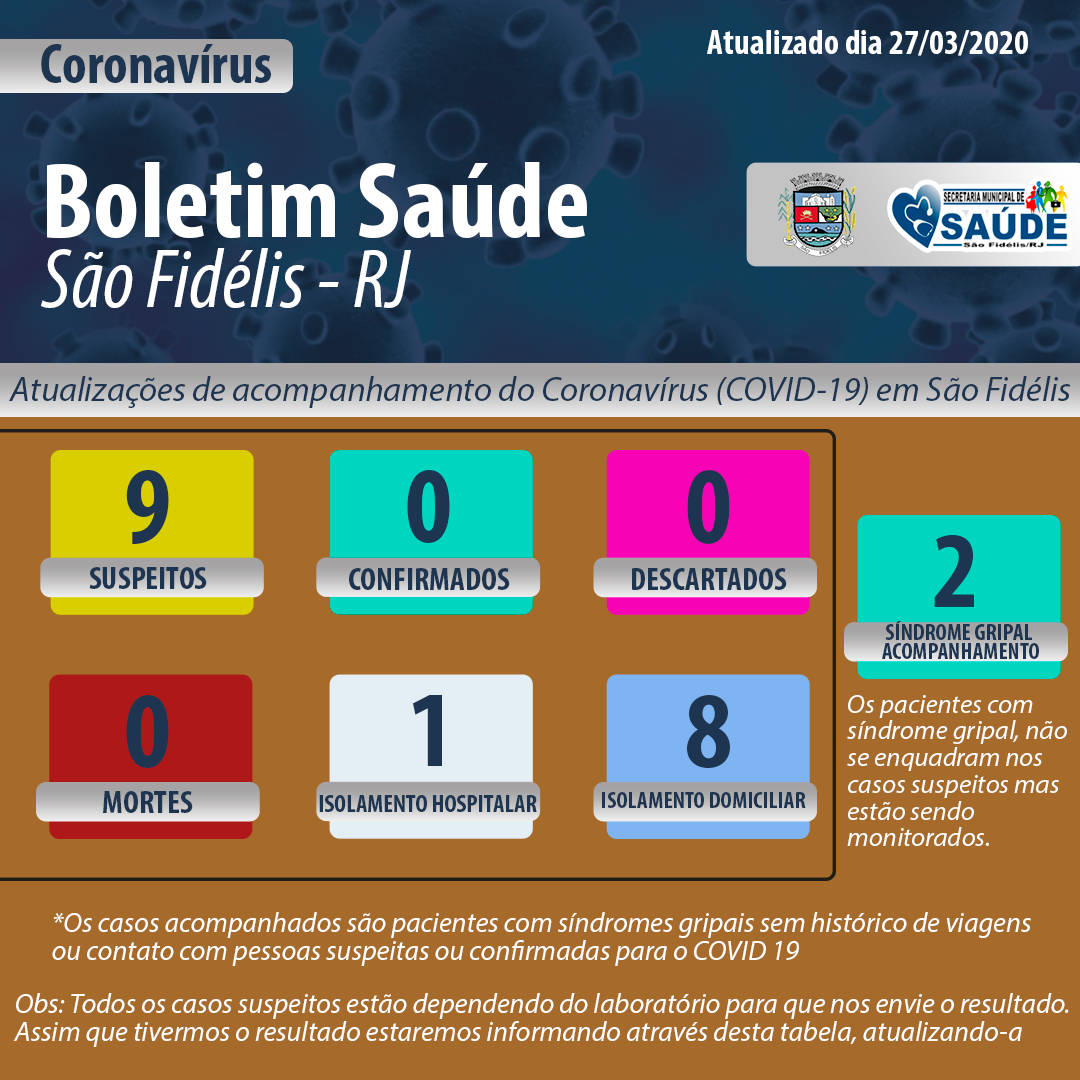 Coronavírus
Atualizado dia 27/03/2020
Boletim Saúde
São Fidélis - RJ
SECRETARIA MUNICIPAL DE
SAÚDE
São Fidélis/RJ
Atualizações de acompanhamento do Coronavírus (COVID-19) em São Fidélis
9
SUSPEITOS
0
CONFIRMADOS
0
DESCARTADOS
2
SÍNDROME GRIPAL
ACOMPANHAMENTO
0
MORTES
1
ISOLAMENTO HOSPITALAR
8
ISOLAMENTO DOMICILIAR
Os pacientes com
síndrome gripal, não
se enquadram nos
casos suspeitos mas
estão sendo
monitorados.
*Os casos acompanhados são pacientes com síndromes gripais sem histórico de viagens
ou contato com pessoas suspeitas ou confirmadas para o COVID 19
Obs: Todos os casos suspeitos estão dependendo do laboratório para que nos envie o resultado.
Assim que tivermos o resultado estaremos informando através desta tabela, atualizando-a